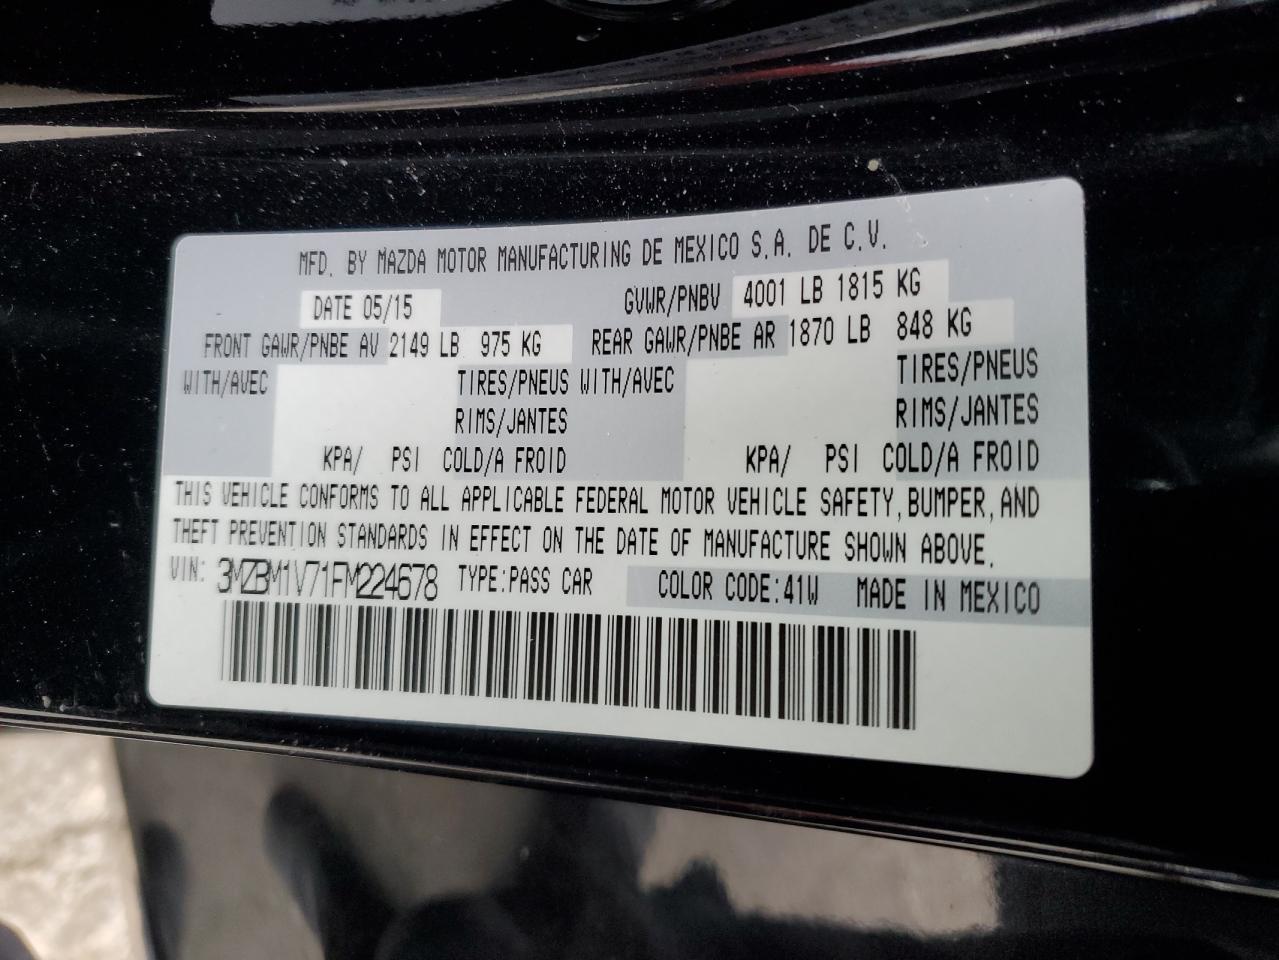 MFD. BY MAZDA MOTOR MANUFACTURING DE MEXICO S.A. DE C.V.
DATE 05/15 GVWR/PNBV 4001 LB 1815 KG
FRONT GAWR/PNBE AV 2149 LB 975 KG REAR GAWR/PNBE AR 1870 LB 848 KG
WITH/AVEC TIRES/PNEUS WITH/AVEC TIRES/PNEUS
RIMS/JANTES RIMS/JANTES
KPA/ PSI COLD/A FROID KPA/ PSI COLD/A FROID
THIS VEHICLE CONFORMS TO ALL APPLICABLE FEDERAL MOTOR VEHICLE SAFETY, BUMPER, AND
THEFT PREVENTION STANDARDS IN EFFECT ON THE DATE OF MANUFACTURE SHOWN ABOVE.
VIN: 3MZBM1V71FM224678 TYPE:PASS CAR COLOR CODE:41W MADE IN MEXICO